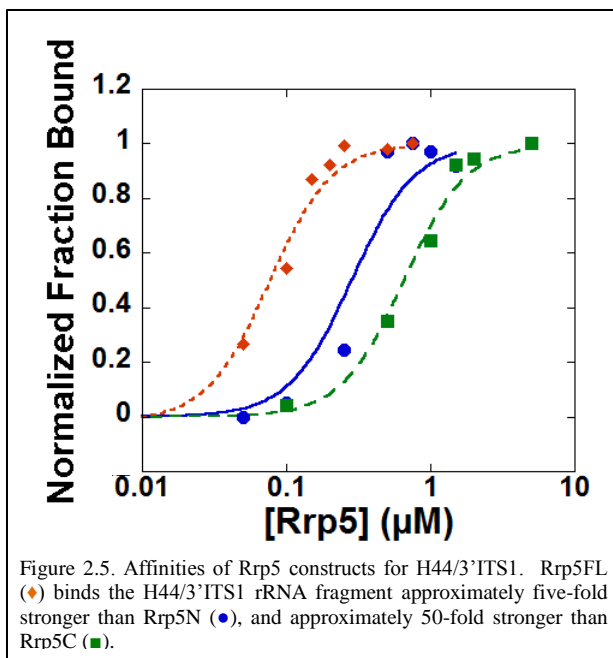 1.2
1
0.8
0.6
0.4
0.2
0
Normalized Fraction Bound
0.01 0.1 1 10
[Rrp5] (µM)
Figure 2.5. Affinities of Rrp5 constructs for H44/3’ITS1. Rrp5FL
(♦) binds the H44/3’ITS1 rRNA fragment approximately five-fold
stronger than Rrp5N (●), and approximately 50-fold stronger than
Rrp5C (■).